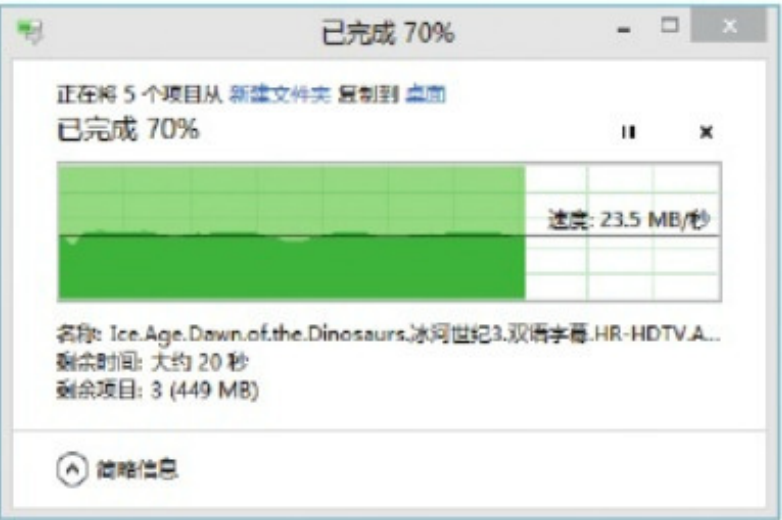 已完成 70%
正在将 5 个项目从 新建文件夹 复制到 桌面
已完成 70%
速度: 23.5 MB/秒
名称: Ice.Age.Dawn.of.the.Dinosaurs.冰河世纪3.双语字幕.HR-HDTV.A...
剩余时间: 大约 20 秒
剩余项目: 3 (449 MB)
简略信息